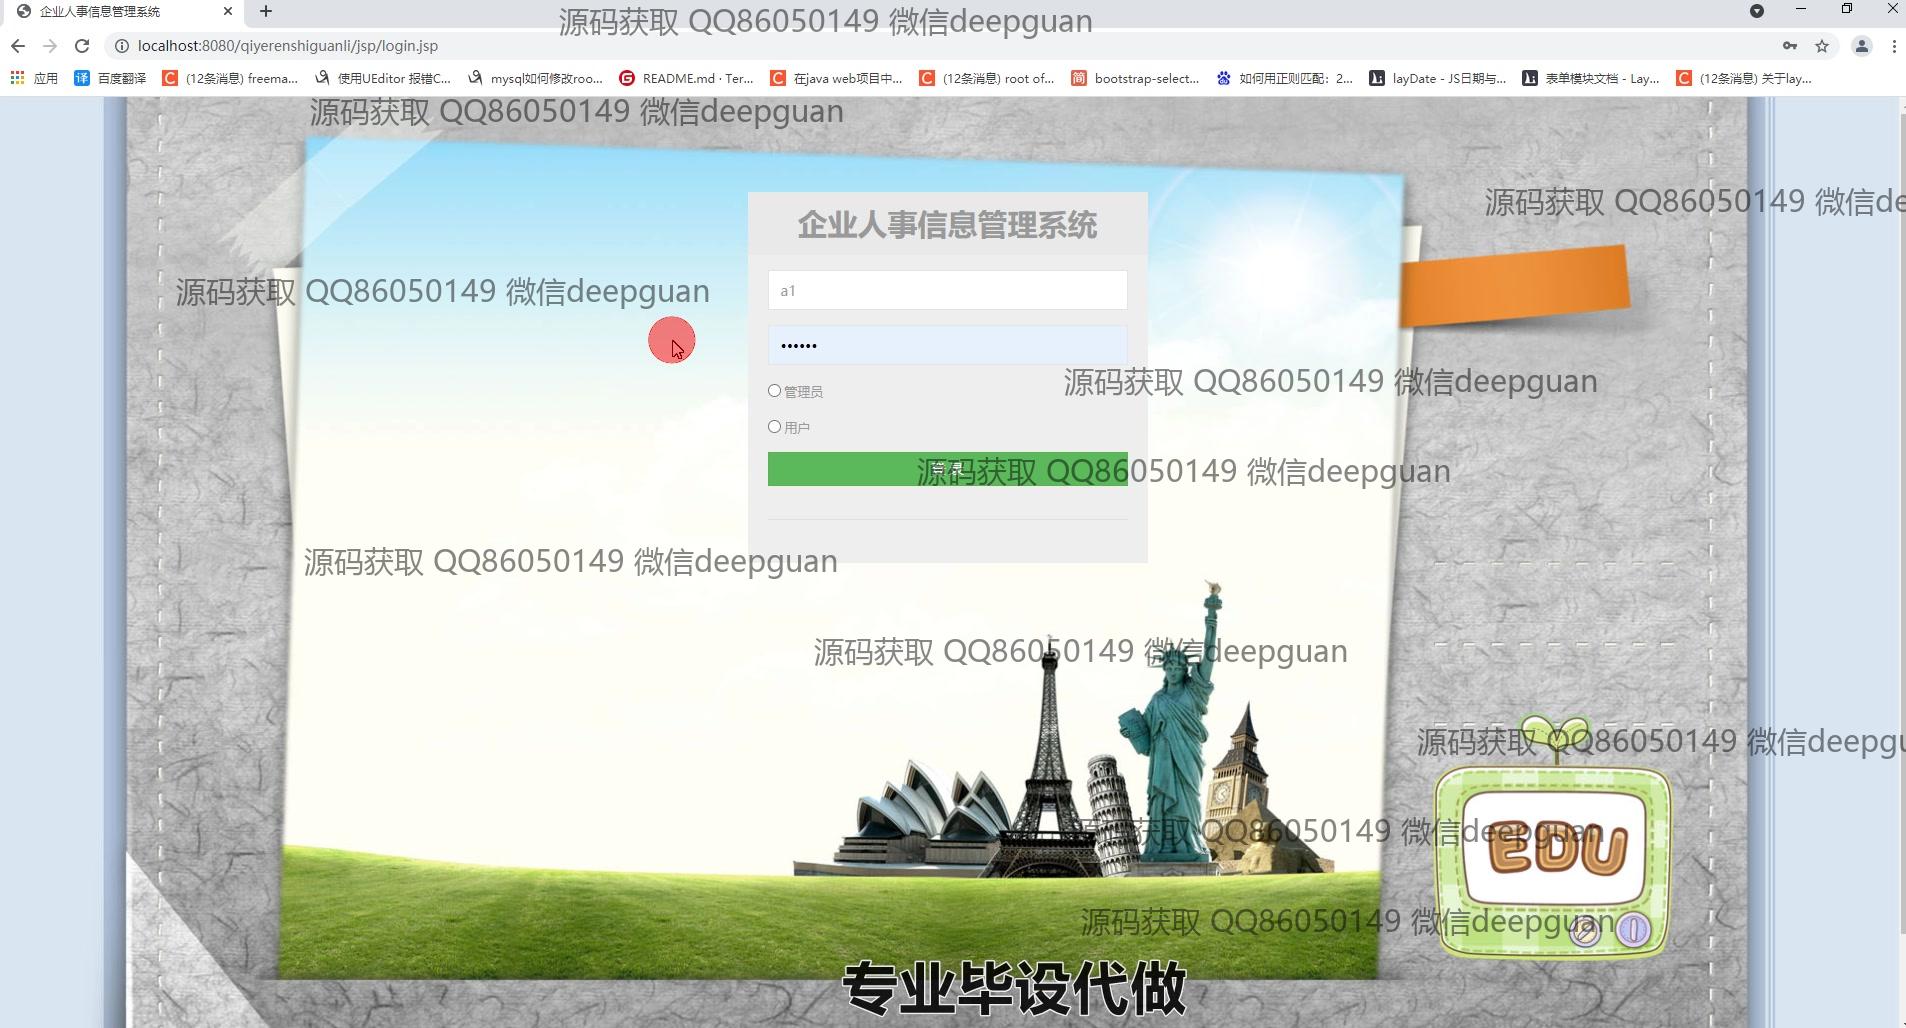 企业人事信息管理系统
源码获取 QQ86050149 微信deepguan
localhost:8080/qiyerenshiguanli/jsp/login.jsp
应用 百度翻译 (12条消息) freema... 使用UEditor 报错C... mysql如何修改roo... README.md · Ter... 在java web项目中... (12条消息) root of... bootstrap-select... 如何用正则匹配：2... layDate - JS日期与... 表单模块文档 - Lay... (12条消息) 关于lay...
源码获取 QQ86050149 微信deepguan
源码获取 QQ86050149 微信de
企业人事信息管理系统
源码获取 QQ86050149 微信deepguan
a1
••••••
源码获取 QQ86050149 微信deepguan
管理员
用户
源码获取 QQ86050149 微信deepguan
源码获取 QQ86050149 微信deepguan
源码获取 QQ86050149 微信deepguan
源码获取 QQ86050149 微信deepgu
源码获取 QQ86050149 微信deepguan
EDU
源码获取 QQ86050149 微信deepguan
专业毕设代做